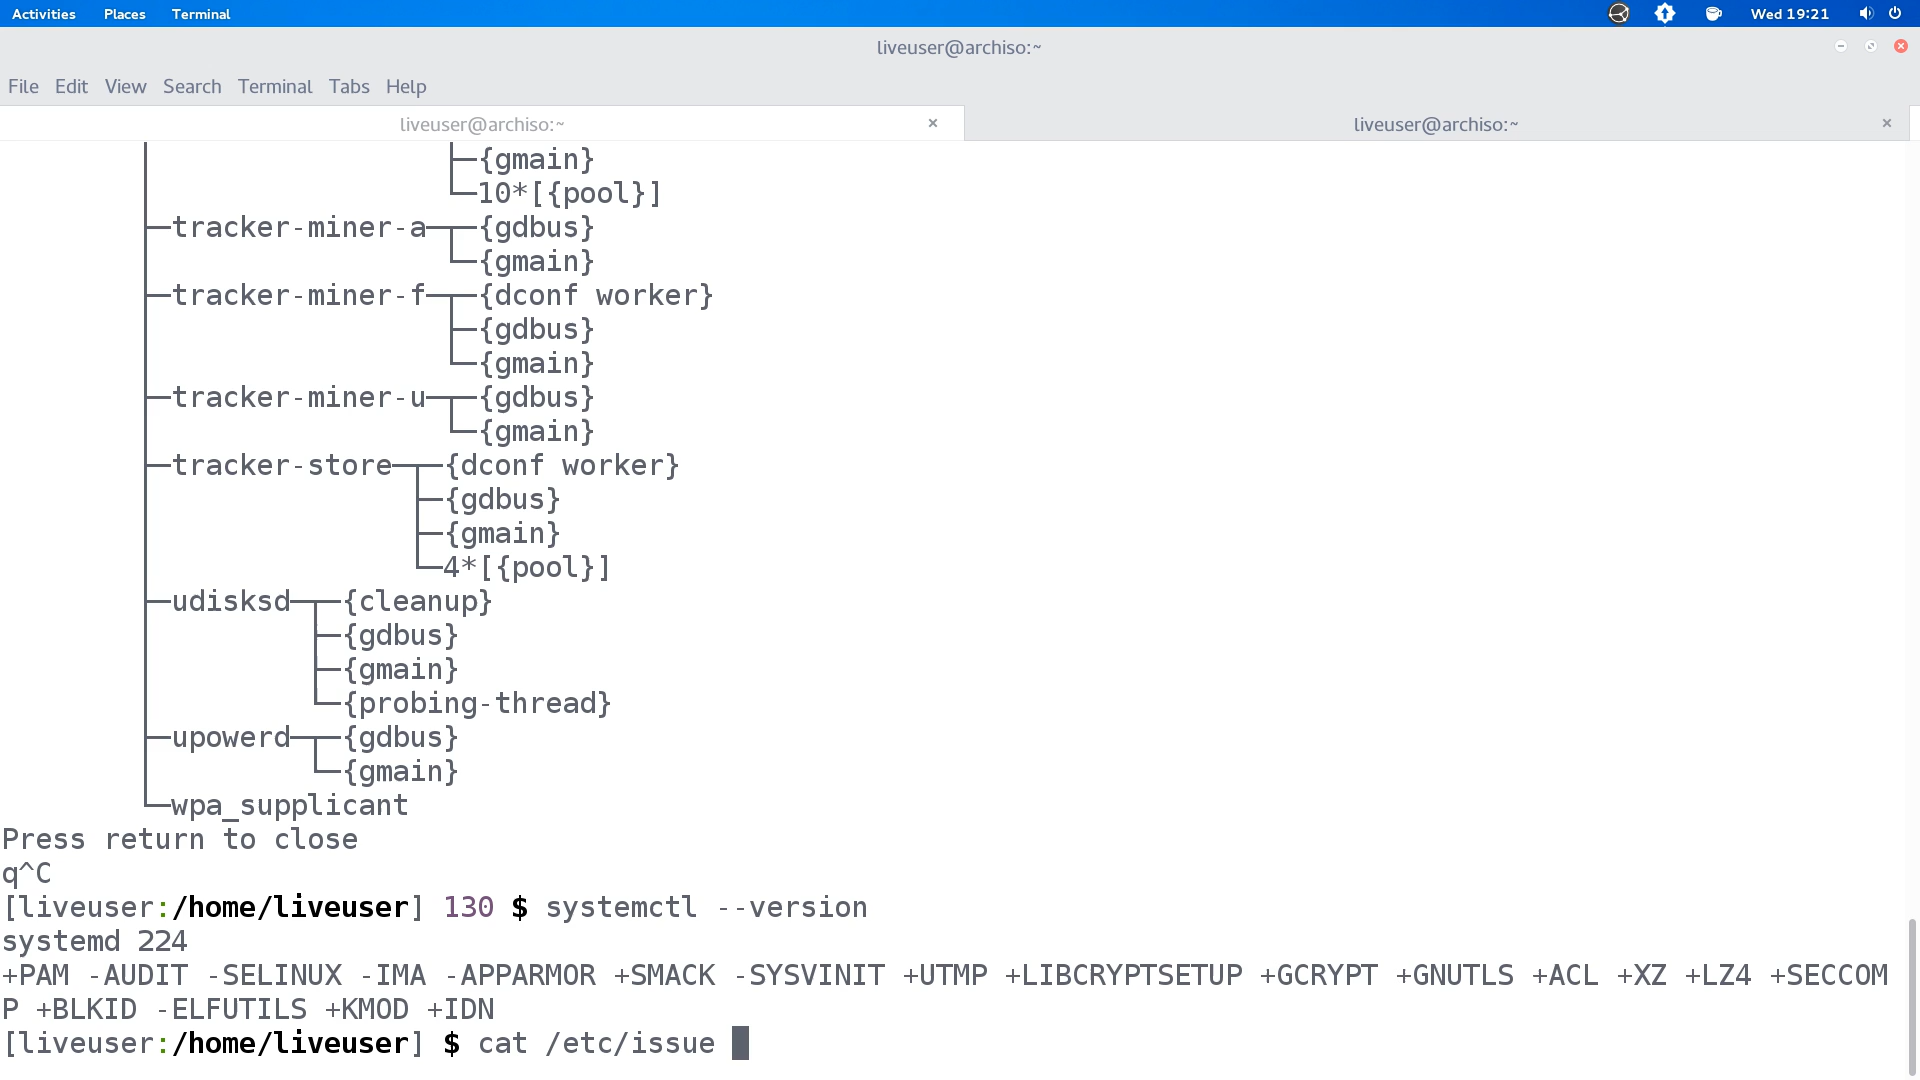 Activities Places Terminal Wed 19:21
liveuser@archiso:~
File Edit View Search Terminal Tabs Help
liveuser@archiso:~ × liveuser@archiso:~ ×
├─{gmain}
└─10*[{pool}]
├─tracker-miner-a─┬─{gdbus}
└─{gmain}
├─tracker-miner-f─┬─{dconf worker}
├─{gdbus}
└─{gmain}
├─tracker-miner-u─┬─{gdbus}
└─{gmain}
├─tracker-store─┬─{dconf worker}
├─{gdbus}
├─{gmain}
└─4*[{pool}]
├─udisksd─┬─{cleanup}
├─{gdbus}
├─{gmain}
└─{probing-thread}
├─upowerd─┬─{gdbus}
└─{gmain}
└─wpa_supplicant
Press return to close
q^C
[liveuser:/home/liveuser] 130 $ systemctl --version
systemd 224
+PAM -AUDIT -SELINUX -IMA -APPARMOR +SMACK -SYSVINIT +UTMP +LIBCRYPTSETUP +GCRYPT +GNUTLS +ACL +XZ +LZ4 +SECCOM
P +BLKID -ELFUTILS +KMOD +IDN
[liveuser:/home/liveuser] $ cat /etc/issue